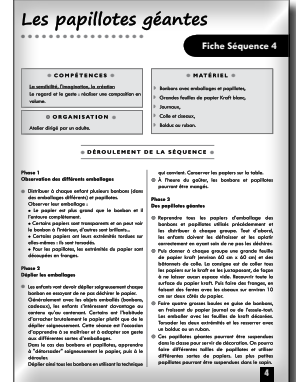 Les papillotes géantes
Fiche Séquence 4
COMPÉTENCES
La sensibilité, l'imagination, la création
Le regard et le geste : réaliser une composition en
volume.
ORGANISATION
Atelier dirigé par un adulte.
MATÉRIEL
Bonbons avec emballages et papillotes,
Grandes feuilles de papier Kraft blanc,
Journaux,
Colle et ciseaux,
Bolduc ou ruban.
DÉROULEMENT DE LA SÉQUENCE
Phase 1
Observation des différents emballages
Distribuer à chaque enfant plusieurs bonbons (dans
des emballages différents) et papillotes.
Observer leur emballage :
« Le papier est plus grand que le bonbon et il
l'entoure complètement.
« Certains papiers sont transparents et on peut voir
le bonbon à l'intérieur, d'autres sont brillants...
« Certains papiers ont leurs extrémités tordues sur
elles-mêmes : ils sont torsadés.
« Pour les papillotes, les extrémités du papier sont
découpées en franges.
Phase 2
Déplier les emballages
Les enfants vont devoir déplier soigneusement chaque
bonbon en essayant de ne pas déchirer le papier.
Généralement avec les objets emballés (bonbons,
cadeaux), les enfants s'intéressent davantage au
contenu qu'au contenant. Certains ont l'habitude
d'arracher brutalement le papier plutôt que de le
déplier soigneusement. Cette séance est l'occasion
d'apprendre à se maîtriser et à adapter ces gestes
aux différentes sortes d'emballages.
Dans le cas des bonbons et papillotes, apprendre
à "détorsader" soigneusement le papier, puis à le
dérouler.
Déplier ainsi tous les bonbons en utilisant la technique
qui convient. Conserver les papiers sur la table.
À l'heure du goûter, les bonbons et papillotes
pourront être mangés.
Phase 3
Des papillotes géantes
Reprendre tous les papiers d'emballage des
bonbons et papillotes utilisés précédemment et
les distribuer à chaque groupe. Tout d'abord,
les enfants doivent les défroisser et les aplatir
correctement en ayant soin de ne pas les déchirer.
Puis donner à chaque groupe une grande feuille
de papier kraft (environ 60 cm x 60 cm) et des
bâtonnets de colle. La consigne est de coller tous
les papiers sur le kraft en les juxtaposant, de façon
à ne laisser aucun espace vide. Recouvrir toute la
surface du papier kraft. Puis faire des franges, en
faisant des fentes avec les ciseaux sur environ 10
cm sur deux côtés du papier.
Faire quatre grosses boules en guise de bonbons,
en froissant du papier journal ou de l'essuie-tout.
Les emballer avec les feuilles de kraft décorées.
Torsader les deux extrémités et les resserrer avec
un bolduc ou un ruban.
Ces papillotes géantes pourront être suspendues
dans la classe pour servir de décorations. On pourra
faire différentes tailles de papillotes et utiliser
différentes sortes de papiers. Les plus petites
papillotes pourront être suspendues dans le sapin.
4